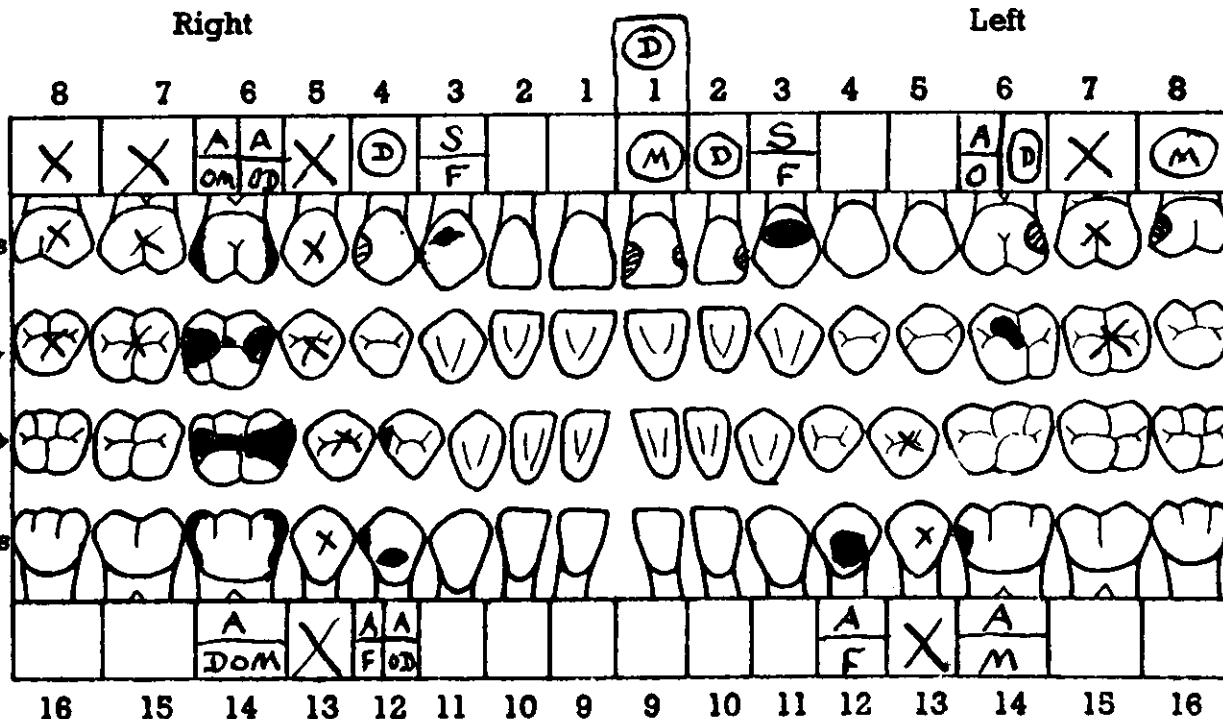 Right Left
D
8 7 6 5 4 3 2 1 1 2 3 4 5 6 7 8
X X A A X D S M D S A D X M
OM OD F F O
s
s
A X A A A X A
DOM F OD F M
16 15 14 13 12 11 10 9 9 10 11 12 13 14 15 16